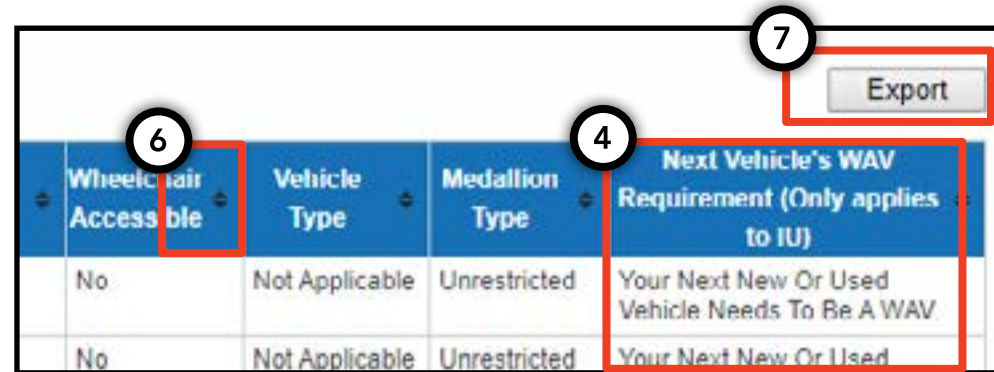 7
Export
6
4
Wheelchair
Accessible
Vehicle
Type
Medallion
Type
Next Vehicle's WAV
Requirement (Only applies
to IU)
No
Not Applicable
Unrestricted
Your Next New Or Used
Vehicle Needs To Be A WAV
No
Not Applicable
Unrestricted
Your Next New Or Used